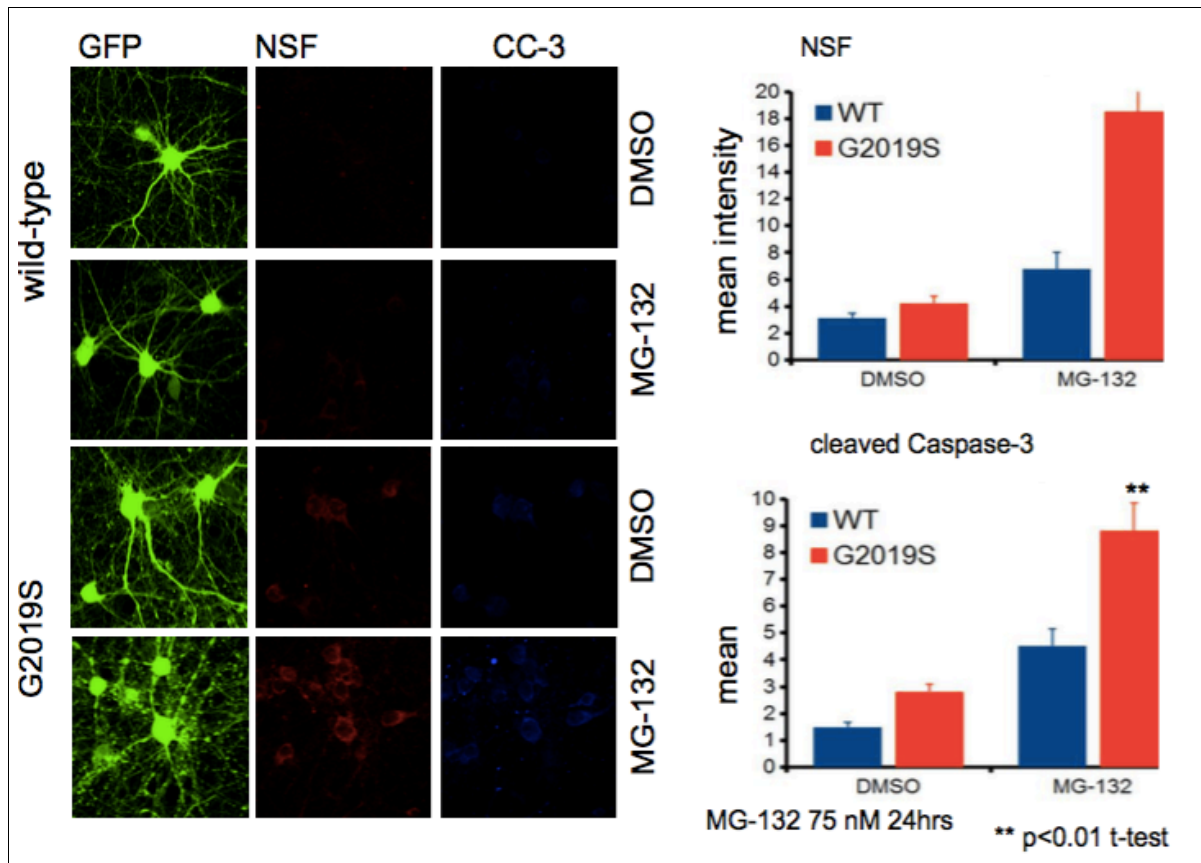 GFP NSF CC-3
wild-type
DMSO
MG-132
G2019S
DMSO
MG-132
NSF
mean intensity
20
18
16
14
12
10
8
6
4
2
0
WT
G2019S
DMSO MG-132
cleaved Caspase-3
mean
10
9
8
7
6
5
4
3
2
1
0
WT
G2019S
**
DMSO MG-132
MG-132 75 nM 24hrs
** p<0.01 t-test